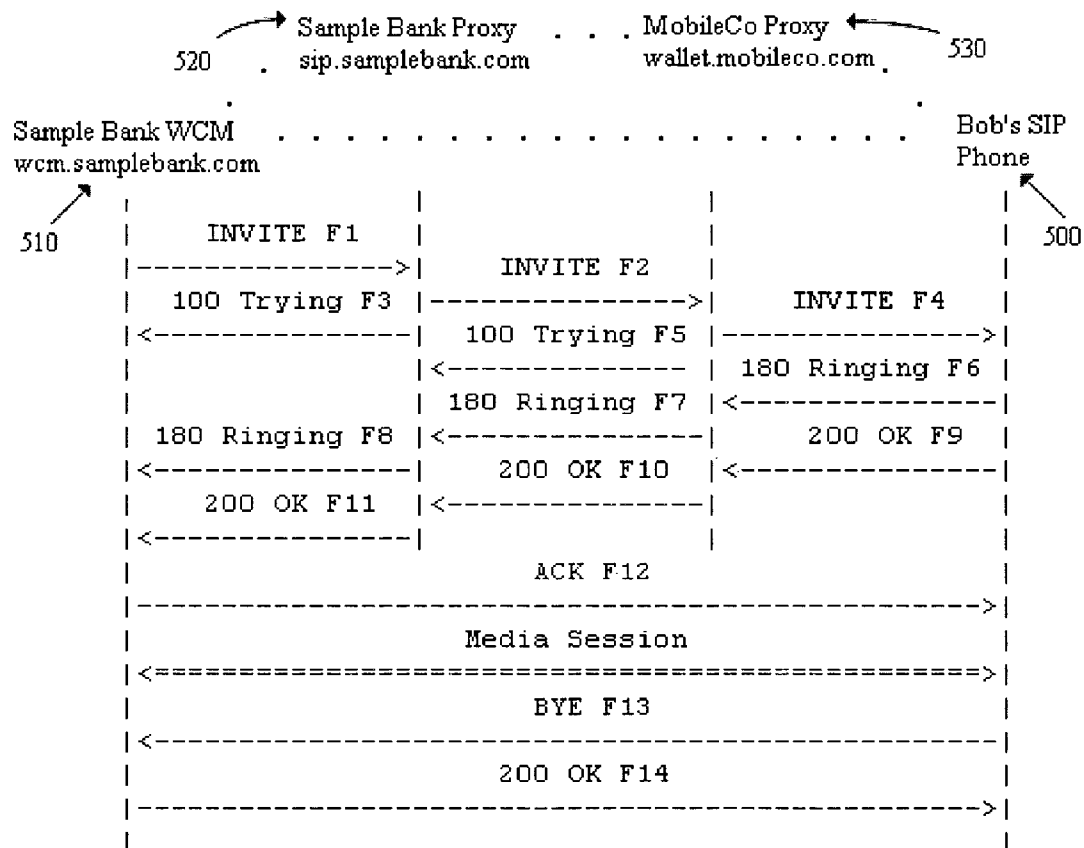 520
Sample Bank Proxy . . . MobileCo Proxy
sip.samplebank.com
wallet.mobileco.com
530
Sample Bank WCM . . . . . . . . . . . . . . . . . . .
wcm.samplebank.com
Bob's SIP
Phone
510
500
INVITE F1
INVITE F2
100 Trying F3
INVITE F4
100 Trying F5
180 Ringing F6
180 Ringing F7
180 Ringing F8
200 OK F9
200 OK F10
200 OK F11
ACK F12
Media Session
BYE F13
200 OK F14